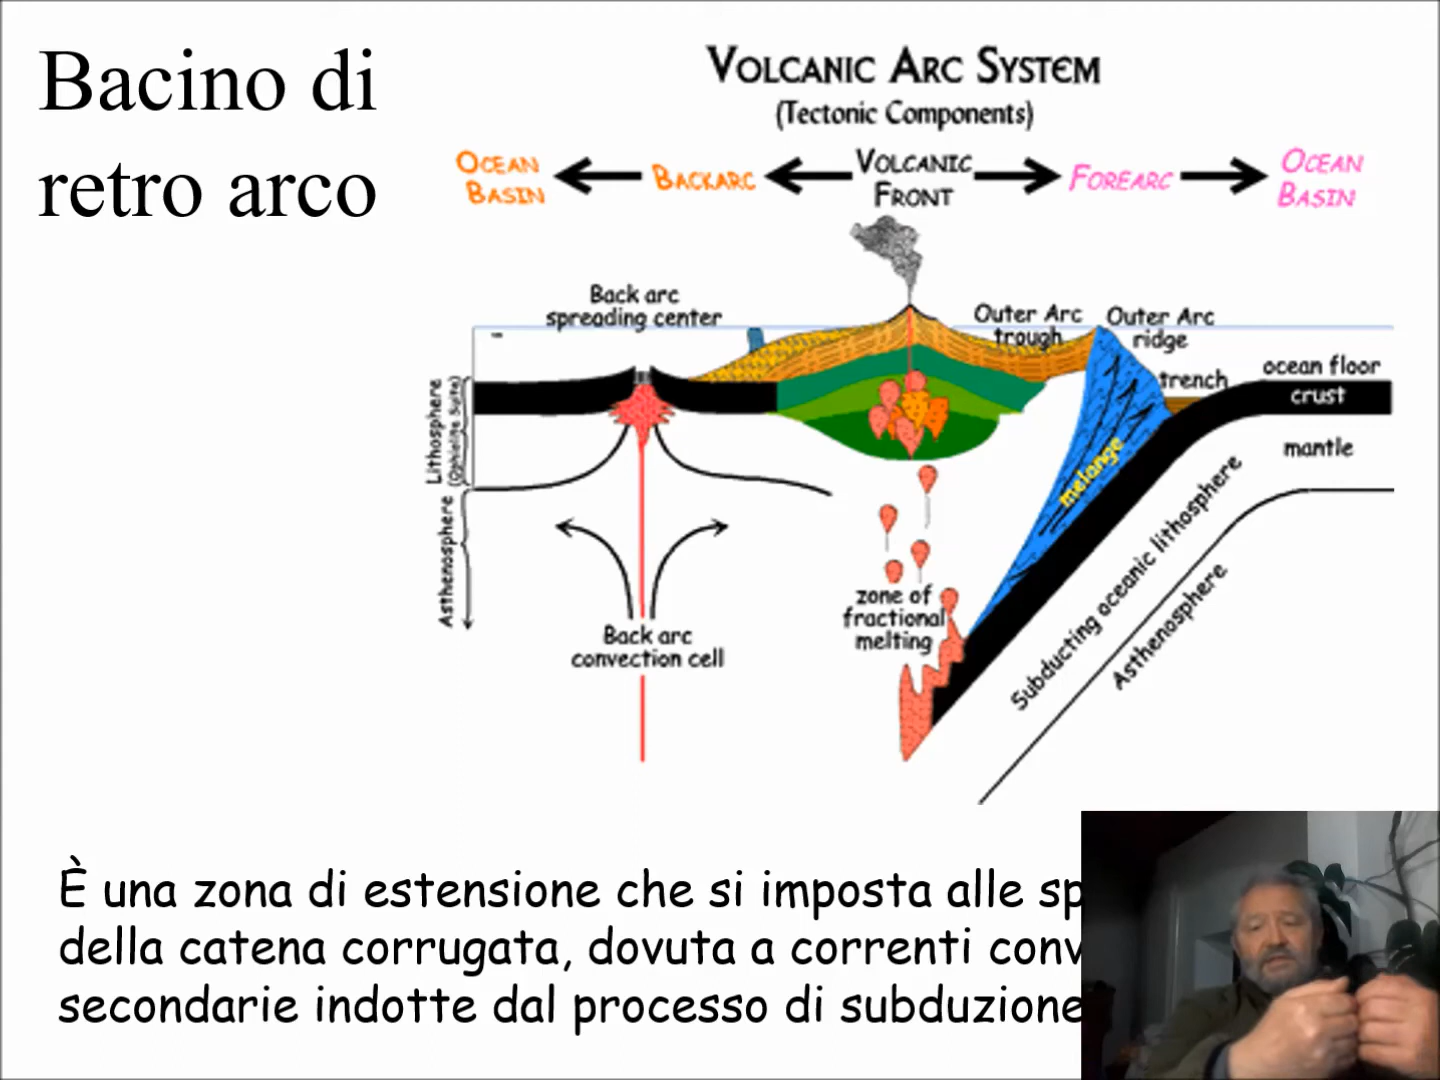 Bacino di
retro arco
VOLCANIC ARC SYSTEM
(Tectonic Components)
OCEAN
BASIN
BACKARC
VOLCANIC
FRONT
FOREARC
OCEAN
BASIN
Back arc
spreading center
Outer Arc
trough
Outer Arc
ridge
trench
ocean floor
crust
mantle
Lithosphere
(Ophiolite Suite)
Asthenosphere
melange
Subducting oceanic lithosphere
Asthenosphere
zone of
fractional
melting
Back arc
convection cell
È una zona di estensione che si imposta alle sp
della catena corrugata, dovuta a correnti conv
secondarie indotte dal processo di subduzione